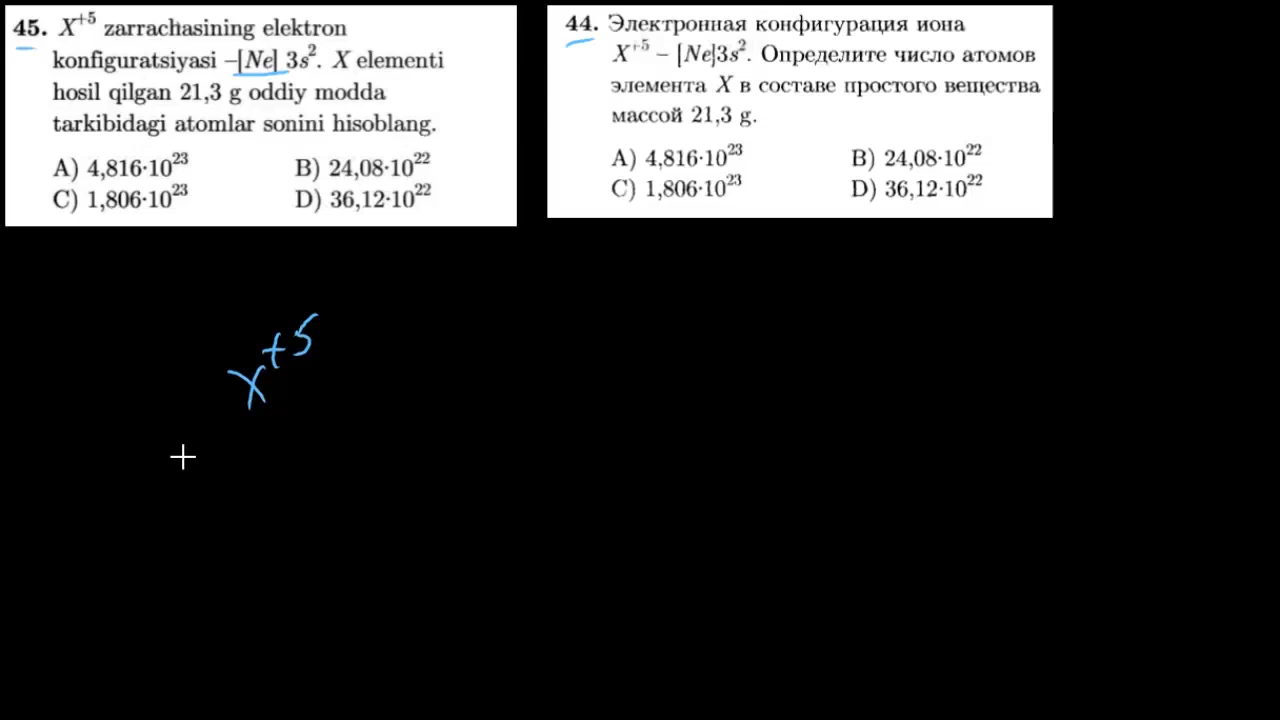 45. X⁺⁵ zarrachasining elektron
konfiguratsiyasi –[Ne] 3s². X elementi
hosil qilgan 21,3 g oddiy modda
tarkibidagi atomlar sonini hisoblang.
A) 4,816·10²³ B) 24,08·10²²
C) 1,806·10²³ D) 36,12·10²²
44. Электронная конфигурация иона
X⁺⁵ – [Ne]3s². Определите число атомов
элемента X в составе простого вещества
массой 21,3 g.
A) 4,816·10²³ B) 24,08·10²²
C) 1,806·10²³ D) 36,12·10²²
x⁺⁵